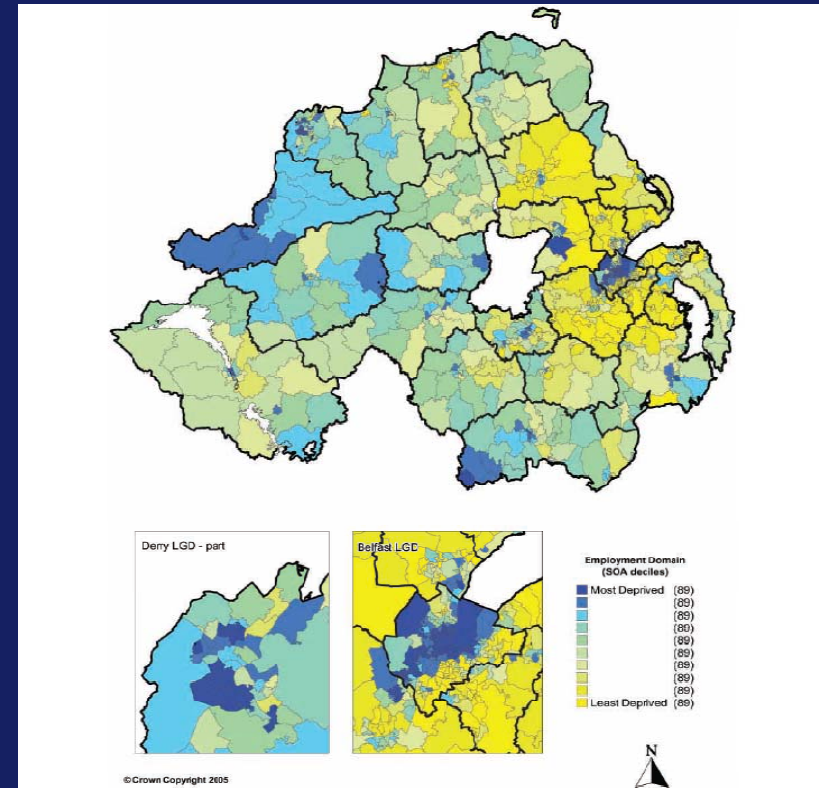 Derry LGD - part
Belfast LGD
Employment Domain
(SOA deciles)
Most Deprived (89)
(89)
(89)
(89)
(89)
(89)
(89)
(89)
(89)
Least Deprived (89)
N
©Crown Copyright 2005